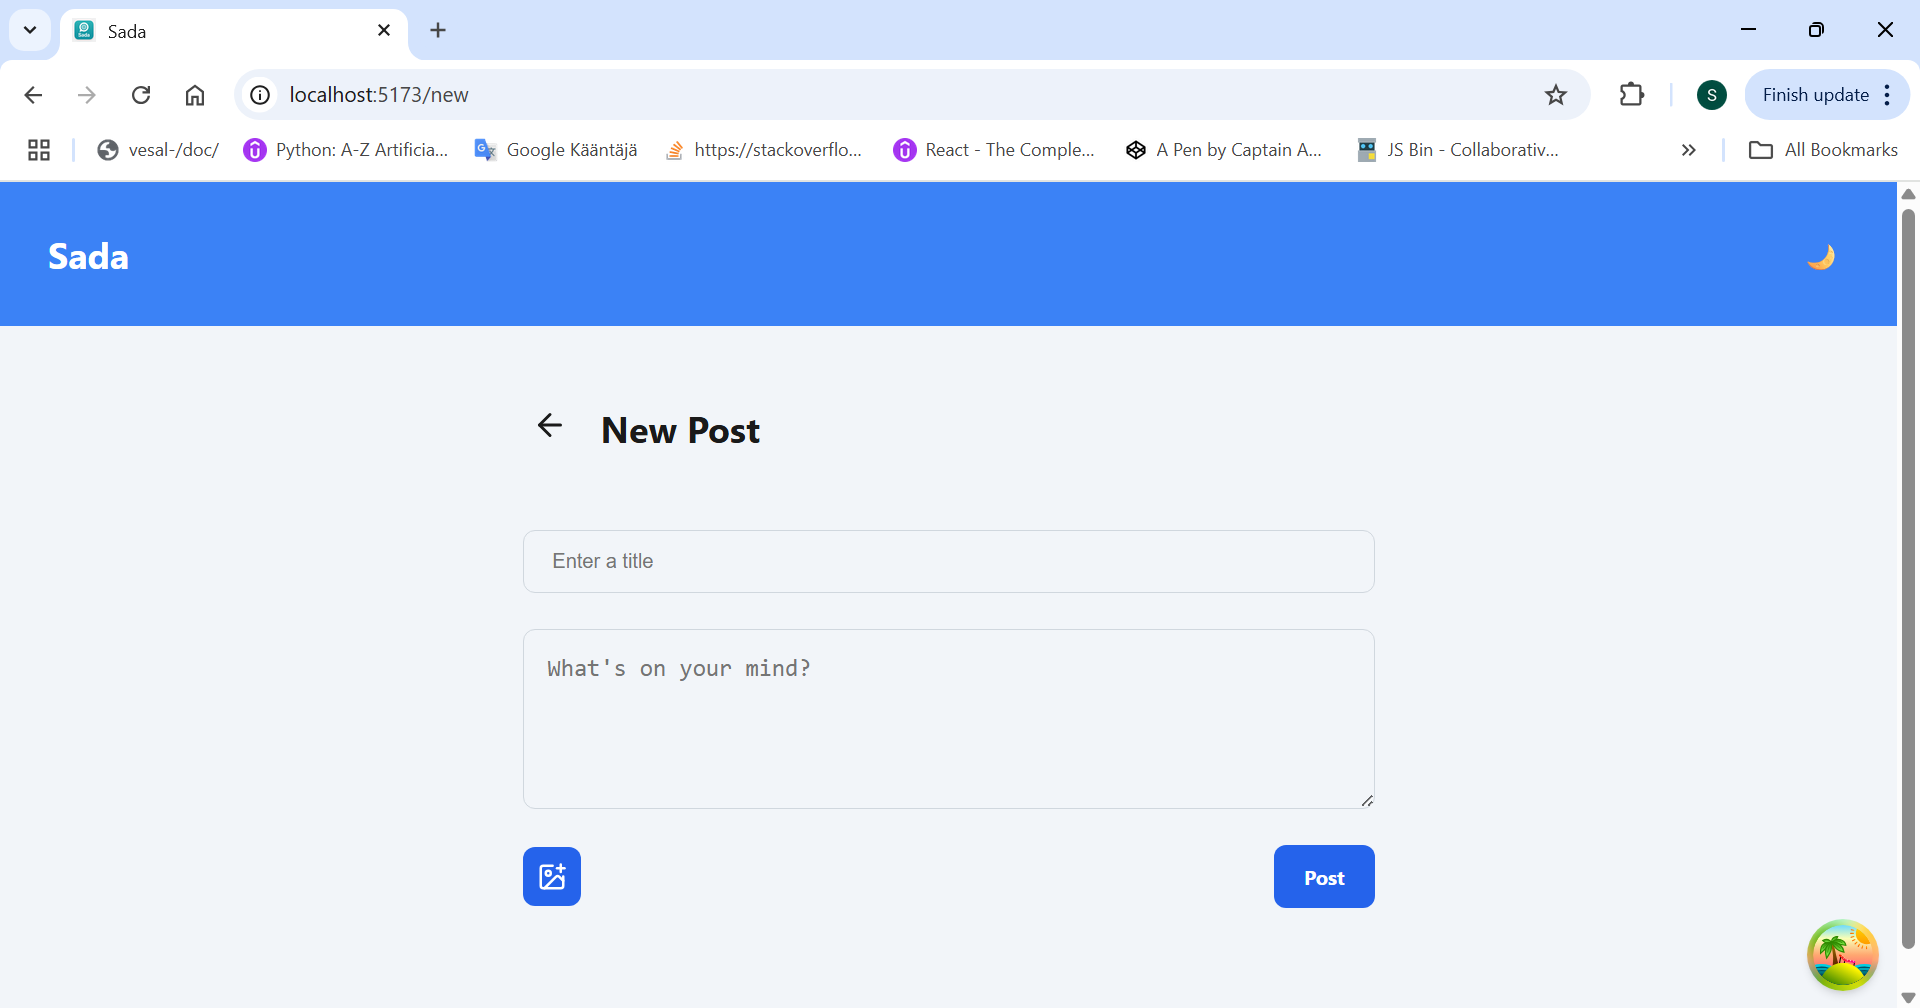 Sada
localhost:5173/new
S
Finish update
vesal-/doc/
Python: A-Z Artificia...
Google Kääntäjä
https://stackoverflo...
React - The Comple...
A Pen by Captain A...
JS Bin - Collaborativ...
All Bookmarks
Sada
New Post
Enter a title
What's on your mind?
Post